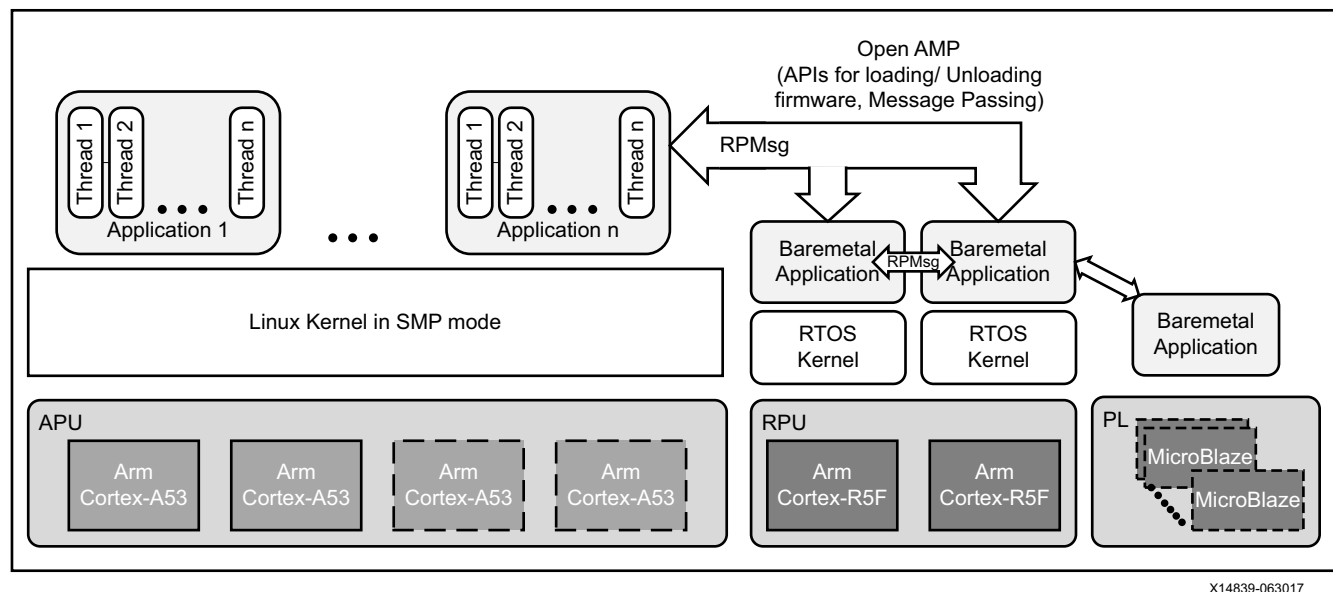 Open AMP
(APIs for loading/ Unloading
firmware, Message Passing)
Thread 1
Thread 2
Thread n
Application 1
Thread 1
Thread 2
Thread n
Application n
RPMsg
Baremetal
Application
RPMsg
Baremetal
Application
Baremetal
Application
Linux Kernel in SMP mode
RTOS
Kernel
RTOS
Kernel
APU
Arm
Cortex-A53
Arm
Cortex-A53
Arm
Cortex-A53
Arm
Cortex-A53
RPU
Arm
Cortex-R5F
Arm
Cortex-R5F
PL
MicroBlaze
MicroBlaze
X14839-063017